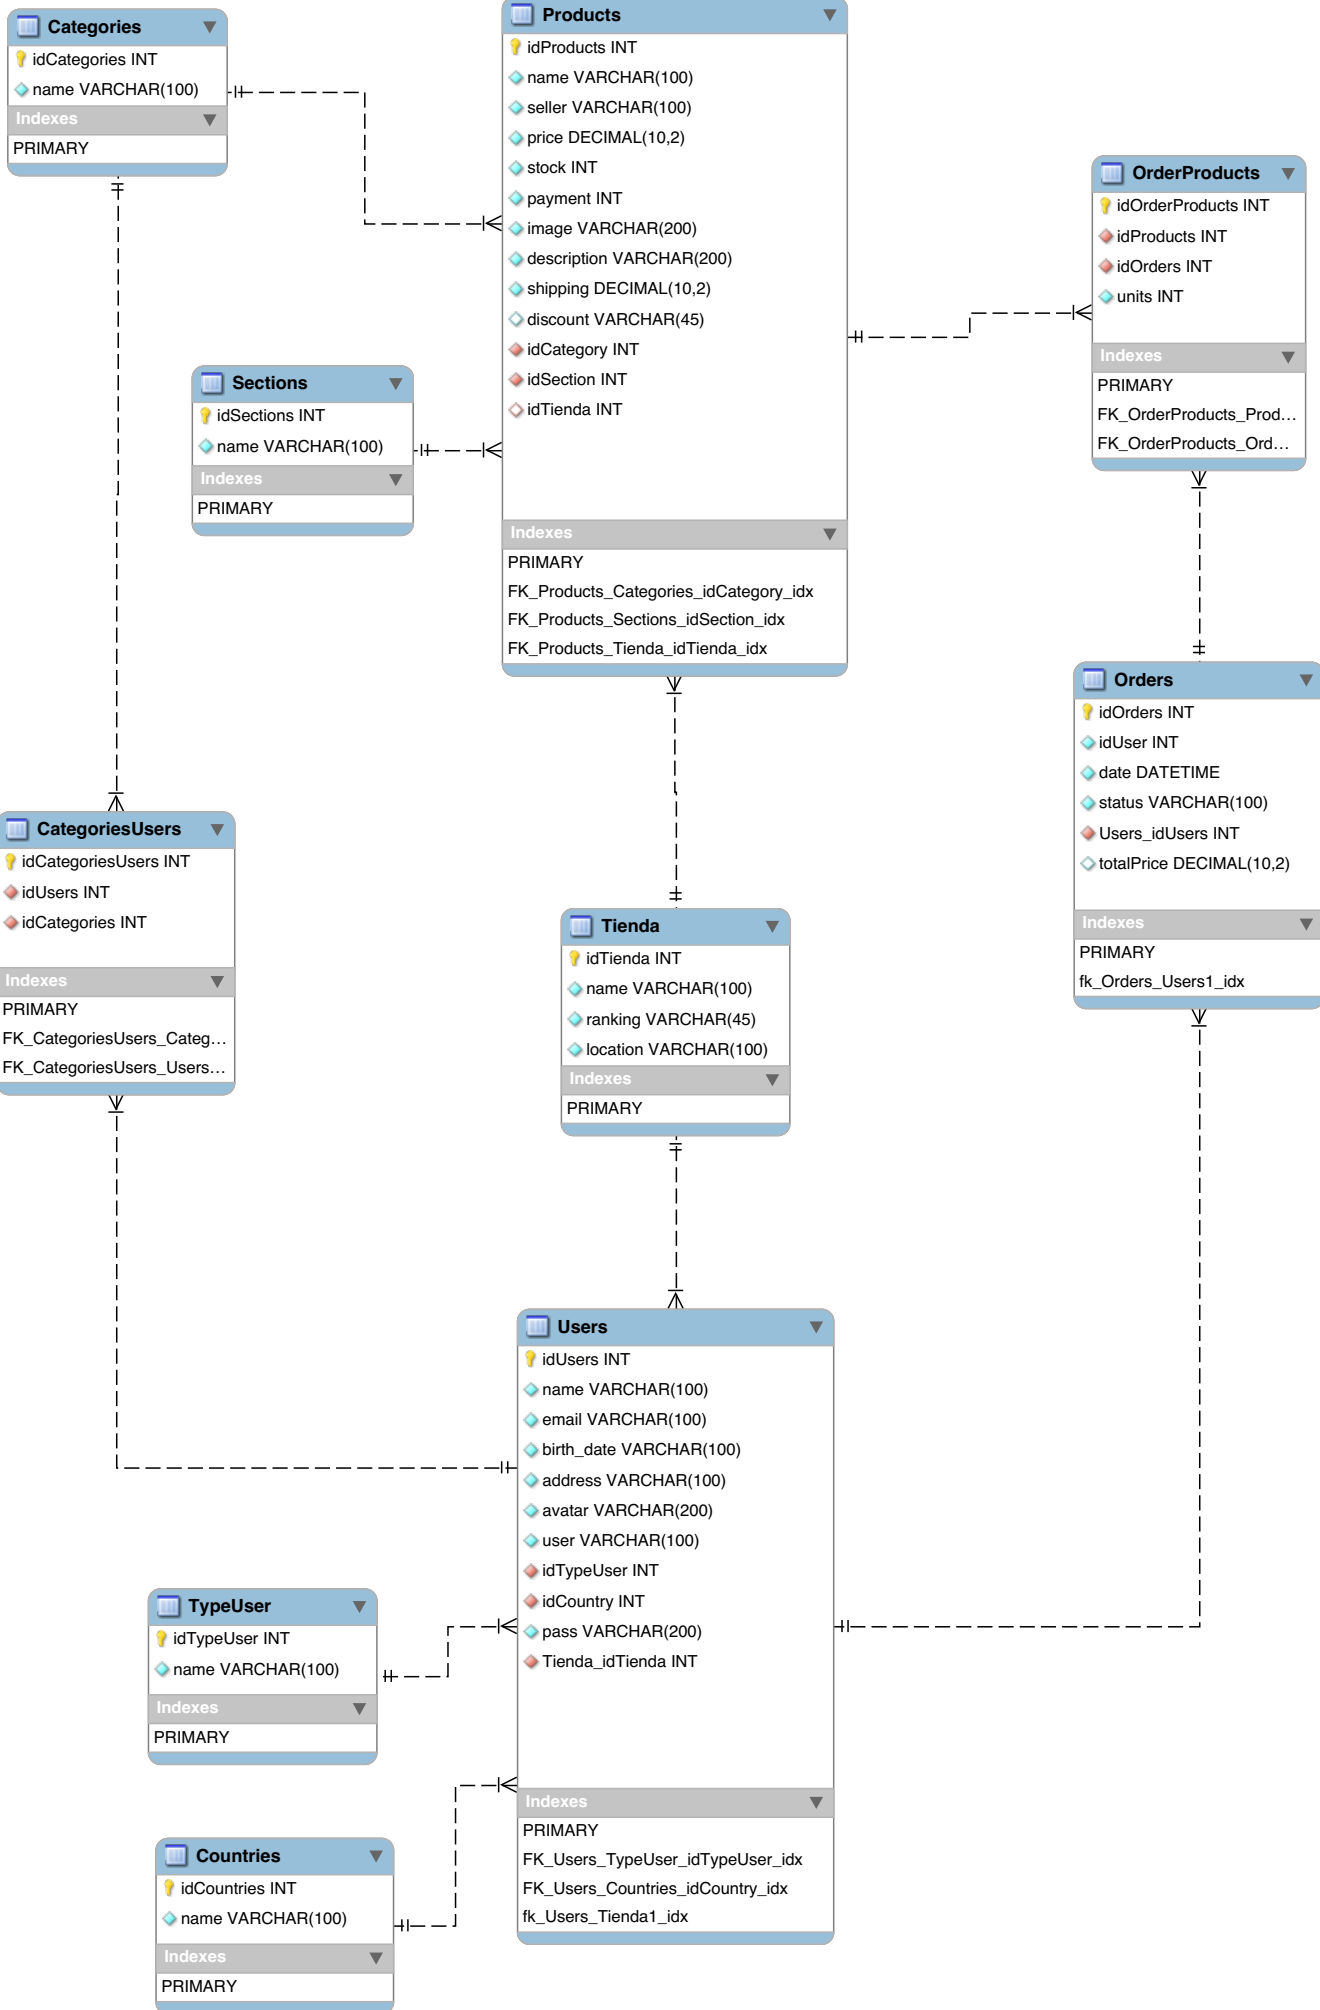 Categories
idCategories INT
name VARCHAR(100)
Indexes
PRIMARY
Products
idProducts INT
name VARCHAR(100)
seller VARCHAR(100)
price DECIMAL(10,2)
stock INT
payment INT
image VARCHAR(200)
description VARCHAR(200)
shipping DECIMAL(10,2)
discount VARCHAR(45)
idCategory INT
idSection INT
idTienda INT
Indexes
PRIMARY
FK_Products_Categories_idCategory_idx
FK_Products_Sections_idSection_idx
FK_Products_Tienda_idTienda_idx
OrderProducts
idOrderProducts INT
idProducts INT
idOrders INT
units INT
Indexes
PRIMARY
FK_OrderProducts_Prod...
FK_OrderProducts_Ord...
Sections
idSections INT
name VARCHAR(100)
Indexes
PRIMARY
Orders
idOrders INT
idUser INT
date DATETIME
status VARCHAR(100)
Users_idUsers INT
totalPrice DECIMAL(10,2)
Indexes
PRIMARY
fk_Orders_Users1_idx
CategoriesUsers
idCategoriesUsers INT
idUsers INT
idCategories INT
Indexes
PRIMARY
FK_CategoriesUsers_Categ...
FK_CategoriesUsers_Users...
Tienda
idTienda INT
name VARCHAR(100)
ranking VARCHAR(45)
location VARCHAR(100)
Indexes
PRIMARY
Users
idUsers INT
name VARCHAR(100)
email VARCHAR(100)
birth_date VARCHAR(100)
address VARCHAR(100)
avatar VARCHAR(200)
user VARCHAR(100)
idTypeUser INT
idCountry INT
pass VARCHAR(200)
Tienda_idTienda INT
Indexes
PRIMARY
FK_Users_TypeUser_idTypeUser_idx
FK_Users_Countries_idCountry_idx
fk_Users_Tienda1_idx
TypeUser
idTypeUser INT
name VARCHAR(100)
Indexes
PRIMARY
Countries
idCountries INT
name VARCHAR(100)
Indexes
PRIMARY